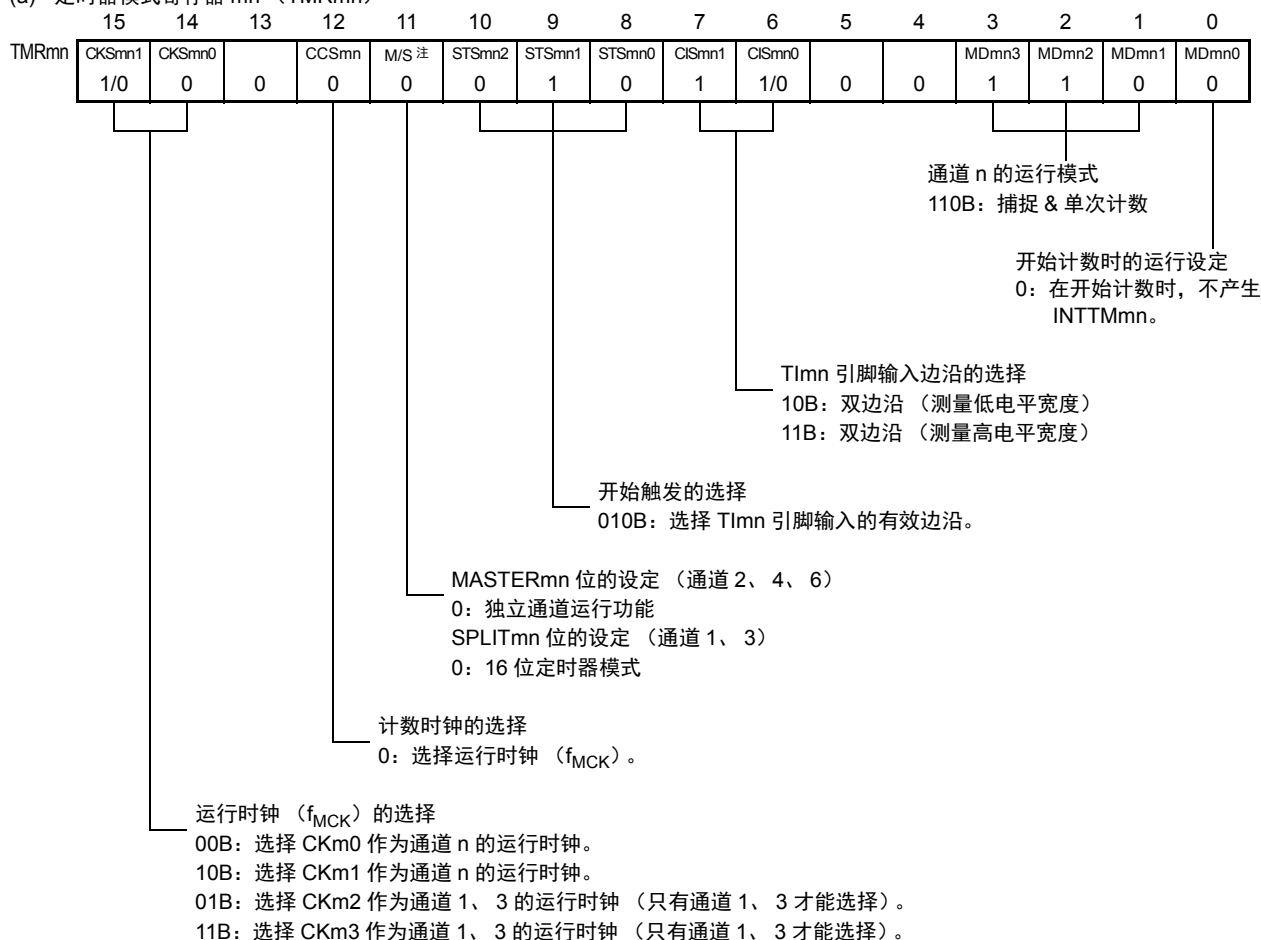 (a) 定时器模式寄存器 mn （TMRmn）
15 14 13 12 11 10 9 8 7 6 5 4 3 2 1 0
TMRmn CKSmn1 CKSmn0 CCSmn M/S 注 STSmn2 STSmn1 STSmn0 CISmn1 CISmn0 MDmn3 MDmn2 MDmn1 MDmn0
1/0 0 0 0 0 0 1 0 1 1/0 0 0 1 1 0 0
通道 n 的运行模式
110B：捕捉 & 单次计数
开始计数时的运行设定
0：在开始计数时，不产生
INTTMmn。
TImn 引脚输入边沿的选择
10B：双边沿 （测量低电平宽度）
11B：双边沿 （测量高电平宽度）
开始触发的选择
010B：选择 TImn 引脚输入的有效边沿。
MASTERmn 位的设定 （通道 2、 4、 6）
0：独立通道运行功能
SPLITmn 位的设定 （通道 1、 3）
0：16 位定时器模式
计数时钟的选择
0：选择运行时钟 （fMCK）。
运行时钟 （fMCK）的选择
00B：选择 CKm0 作为通道 n 的运行时钟。
10B：选择 CKm1 作为通道 n 的运行时钟。
01B：选择 CKm2 作为通道 1、 3 的运行时钟 （只有通道 1、 3 才能选择）。
11B：选择 CKm3 作为通道 1、 3 的运行时钟 （只有通道 1、 3 才能选择）。